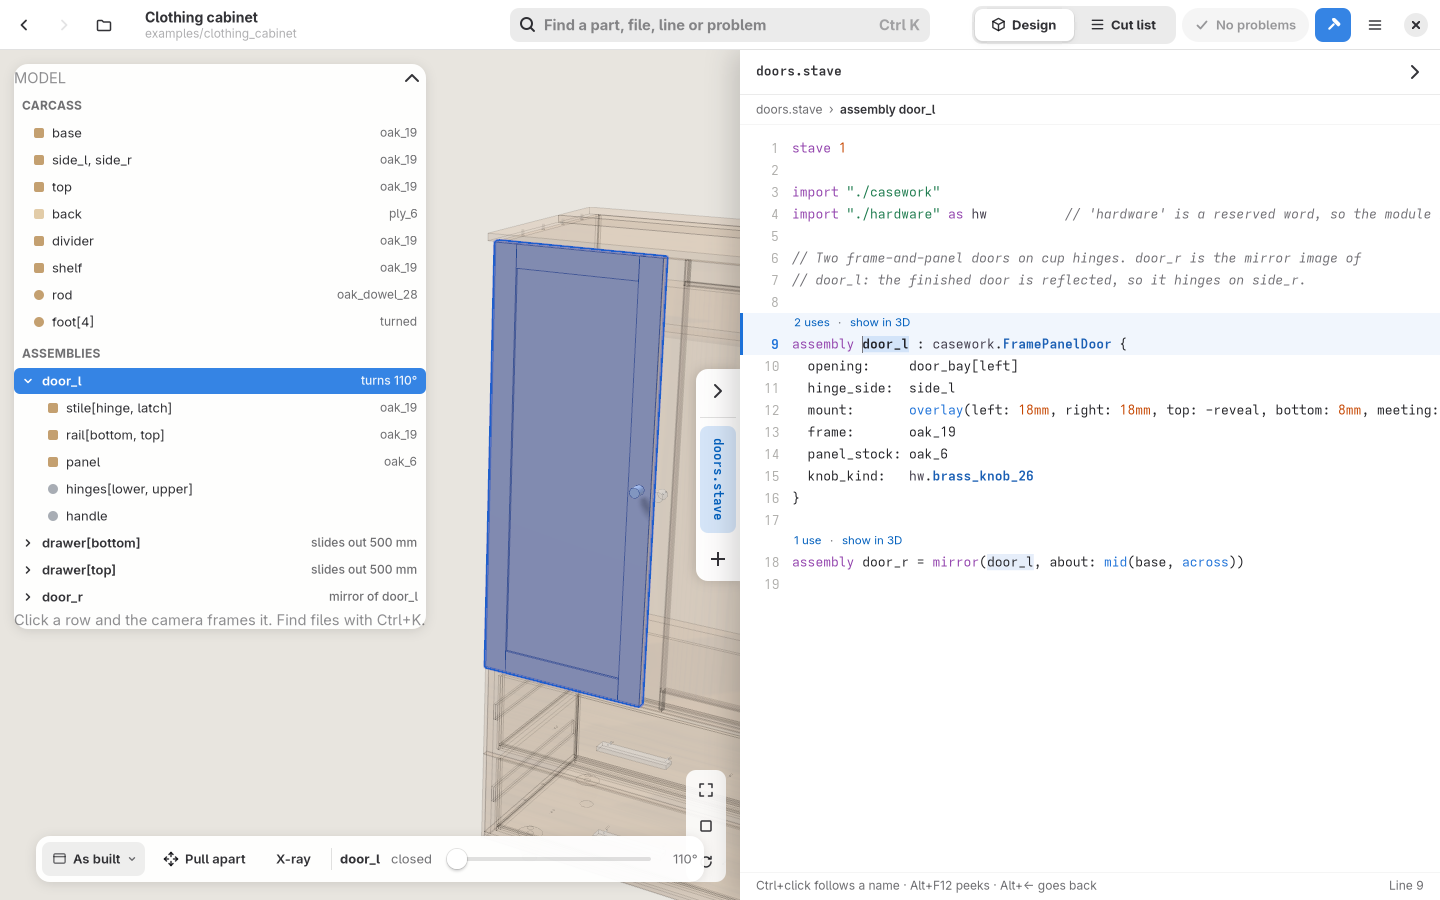 Clothing cabinet
examples/clothing_cabinet
Find a part, file, line or problem
Ctrl K
Design
Cut list
No problems
MODEL
CARCASS
base oak_19
side_l, side_r oak_19
top oak_19
back ply_6
divider oak_19
shelf oak_19
rod oak_dowel_28
foot[4] turned
ASSEMBLIES
door_l turns 110°
stile[hinge, latch] oak_19
rail[bottom, top] oak_19
panel oak_6
hinges[lower, upper]
handle
drawer[bottom] slides out 500 mm
drawer[top] slides out 500 mm
door_r mirror of door_l
Click a row and the camera frames it. Find files with Ctrl+K.
As built
Pull apart
X-ray
door_l closed 110°
doors.stave
doors.stave
doors.stave › assembly door_l
1 stave 1
2
3 import "./casework"
4 import "./hardware" as hw // 'hardware' is a reserved word, so the module
5
6 // Two frame-and-panel doors on cup hinges. door_r is the mirror image of
7 // door_l: the finished door is reflected, so it hinges on side_r.
8
2 uses · show in 3D
9 assembly door_l : casework.FramePanelDoor {
10 opening: door_bay[left]
11 hinge_side: side_l
12 mount: overlay(left: 18mm, right: 18mm, top: -reveal, bottom: 8mm, meeting:
13 frame: oak_19
14 panel_stock: oak_6
15 knob_kind: hw.brass_knob_26
16 }
17
1 use · show in 3D
18 assembly door_r = mirror(door_l, about: mid(base, across))
19
Ctrl+click follows a name · Alt+F12 peeks · Alt+← goes back
Line 9